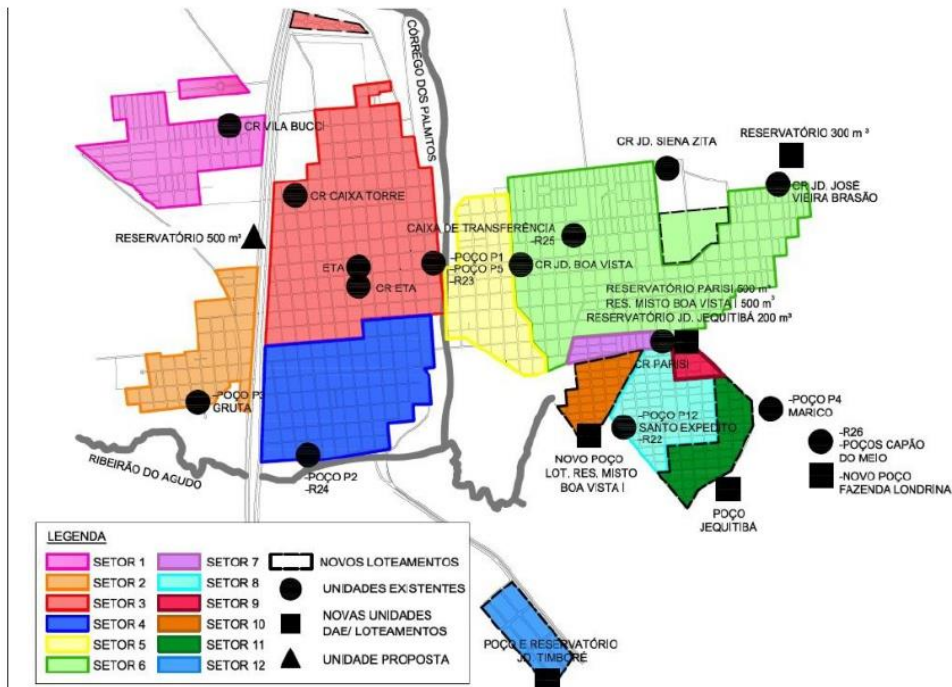 CÓRREGO DOS PALMITOS
CR VILA BUCCI
CR JD. SIENA ZITA
RESERVATÓRIO 300 m³
CR CAIXA TORRE
CR JD. JOSÉ
VIEIRA BRASÃO
RESERVATÓRIO 500 m³
CAIXA DE TRANSFERÊNCIA
-R25
ETA
-POÇO P1
-POÇO P5
-R23
CR JD. BOA VISTA
CR ETA
RESERVATÓRIO PARISI 500 m³
RES. MISTO BOA VISTA I 500 m³
RESERVATÓRIO JD. JEQUITIBÁ 200 m³
CR PARISI
-POÇO P3
GRUTA
-POÇO P4
MARICO
-POÇO P12
SANTO EXPEDITO
-R22
-R26
-POÇOS CAPÃO
DO MEIO
RIBEIRÃO DO AGUDO
-POÇO P2
-R24
NOVO POÇO
LOT. RES. MISTO
BOA VISTA I
-NOVO POÇO
FAZENDA LONDRINA
POÇO
JEQUITIBÁ
LEGENDA
SETOR 1
SETOR 2
SETOR 3
SETOR 4
SETOR 5
SETOR 6
SETOR 7
SETOR 8
SETOR 9
SETOR 10
SETOR 11
SETOR 12
NOVOS LOTEAMENTOS
UNIDADES EXISTENTES
NOVAS UNIDADES
DAE/ LOTEAMENTOS
UNIDADE PROPOSTA
POÇO E RESERVATÓRIO
JD. TIMBORÉ